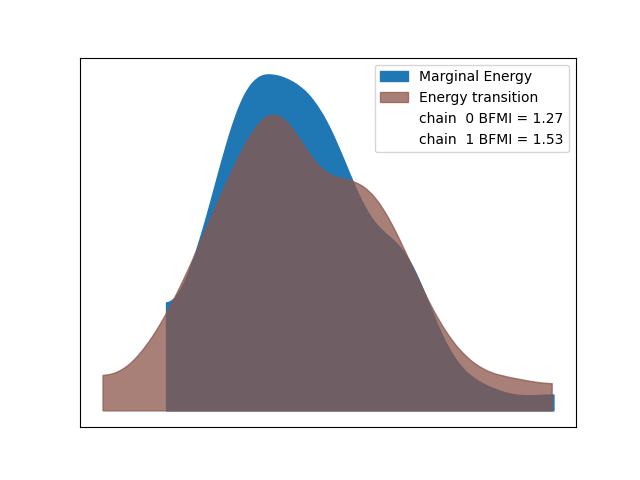 Marginal Energy
Energy transition
chain  0 BFMI = 1.27
chain  1 BFMI = 1.53